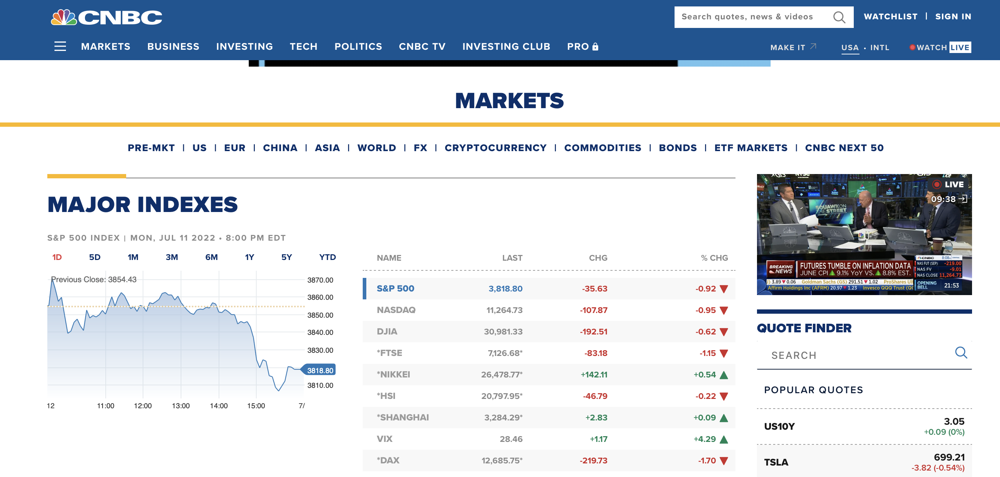 CNBC
Search quotes, news & videos
WATCHLIST | SIGN IN
MARKETS BUSINESS INVESTING TECH POLITICS CNBC TV INVESTING CLUB PRO
MAKE IT USA • INTL WATCH LIVE
MARKETS
PRE-MKT | US | EUR | CHINA | ASIA | WORLD | FX | CRYPTOCURRENCY | COMMODITIES | BONDS | ETF MARKETS | CNBC NEXT 50
MAJOR INDEXES
S&P 500 INDEX | MON, JUL 11 2022 • 8:00 PM EDT
1D 5D 1M 3M 6M 1Y 5Y YTD
Previous Close: 3854.43
3870.00
3860.00
3850.00
3840.00
3830.00
3818.80
3810.00
12 11:00 12:00 13:00 14:00 15:00 7/
NAME LAST CHG % CHG
S&P 500 3,818.80 -35.63 -0.92
NASDAQ 11,264.73 -107.87 -0.95
DJIA 30,981.33 -192.51 -0.62
*FTSE 7,126.68* -83.18 -1.15
*NIKKEI 26,478.77* +142.11 +0.54
*HSI 20,797.95* -46.79 -0.22
*SHANGHAI 3,284.29* +2.83 +0.09
VIX 28.46 +1.17 +4.29
*DAX 12,685.75* -219.73 -1.70
LIVE
09:38
SQUAWK ON
THE STREET
CNBC 8:08A CENTRAL
BREAKING
NEWS
FUTURES TUMBLE ON INFLATION DATA
JUNE CPI 9.1% YoY VS. 8.8% EST.
NAS FUT (SEP) -219.00
NAS FV -9.01
NAS CLOSE 11,264.73
3.89 0.06 Goldman Sachs (GS) 291.51 1.02 ProShares Ult
Affirm Holdings Inc (AFRM) 20.97 1.23 Invesco QQQ Trust (QQ
OPENING
BELL
21:53
QUOTE FINDER
SEARCH
POPULAR QUOTES
US10Y 3.05
+0.09 (0%)
TSLA 699.21
-3.82 (-0.54%)